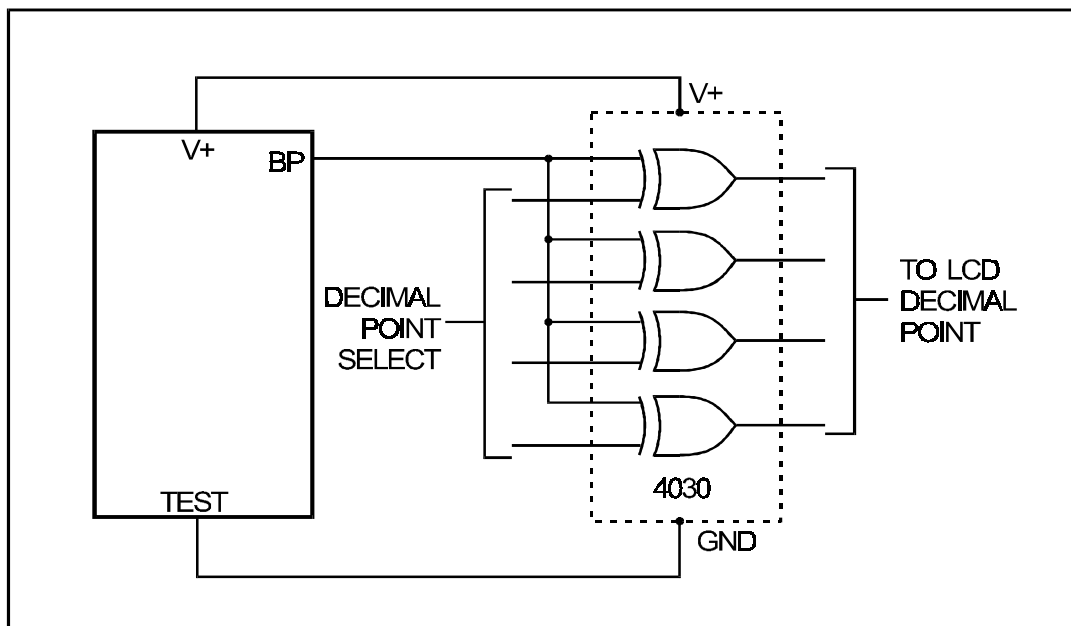 V+
V+
BP
DECIMAL
POINT
SELECT
TO LCD
DECIMAL
POINT
4030
TEST
GND